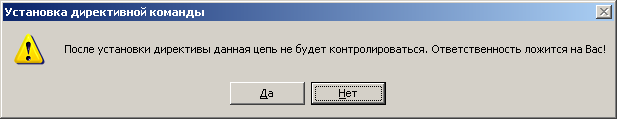 Установка директивной команды
После установки директивы данная цепь не будет контролироваться. Ответственность ложится на Вас!
Да
Нет